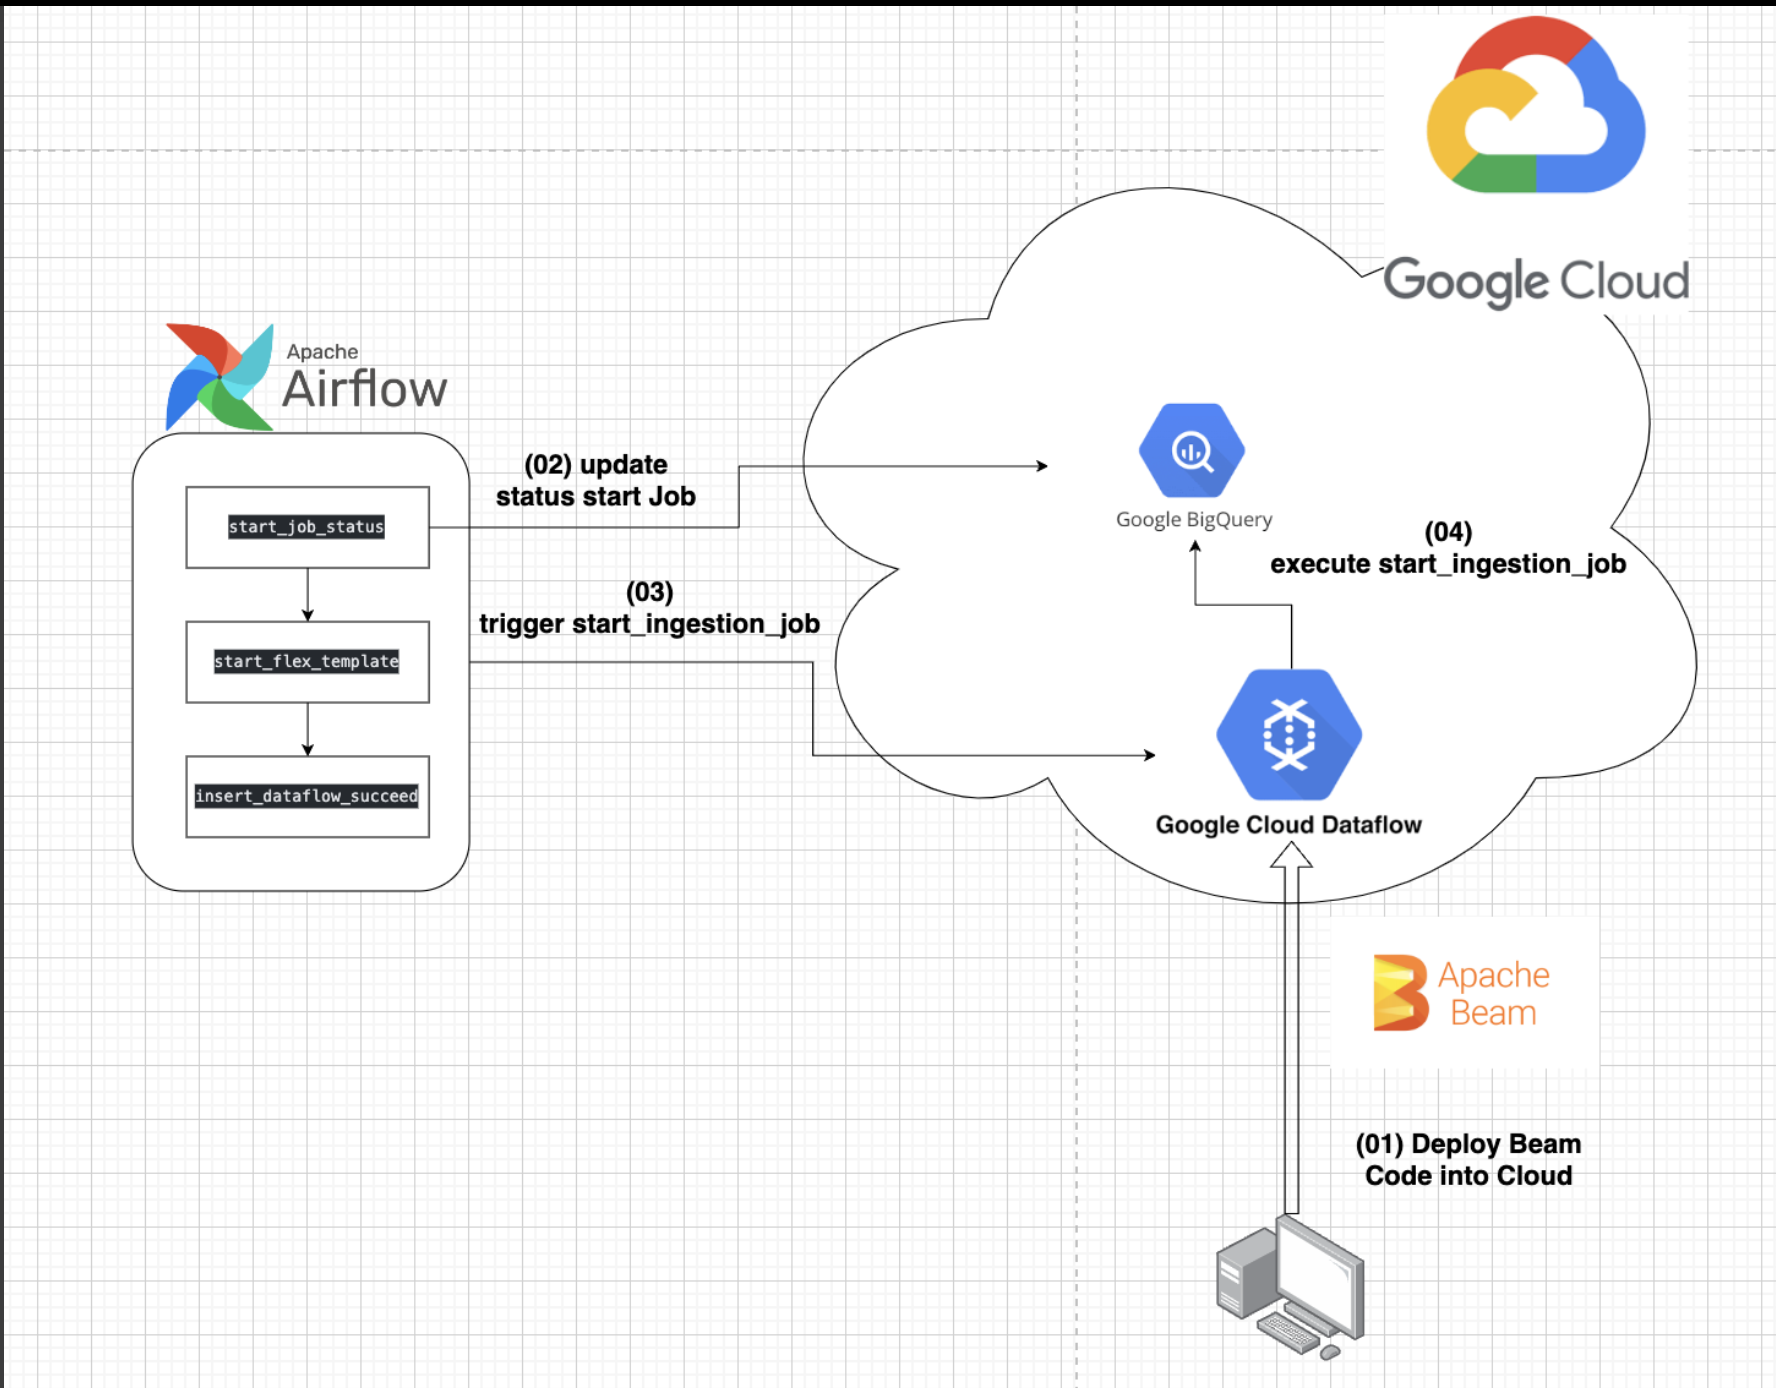 Google Cloud
Apache
Airflow
(02) update
status start Job
start_job_status
Google BigQuery
(04)
execute start_ingestion_job
(03)
trigger start_ingestion_job
start_flex_template
insert_dataflow_succeed
Google Cloud Dataflow
Apache
Beam
(01) Deploy Beam
Code into Cloud